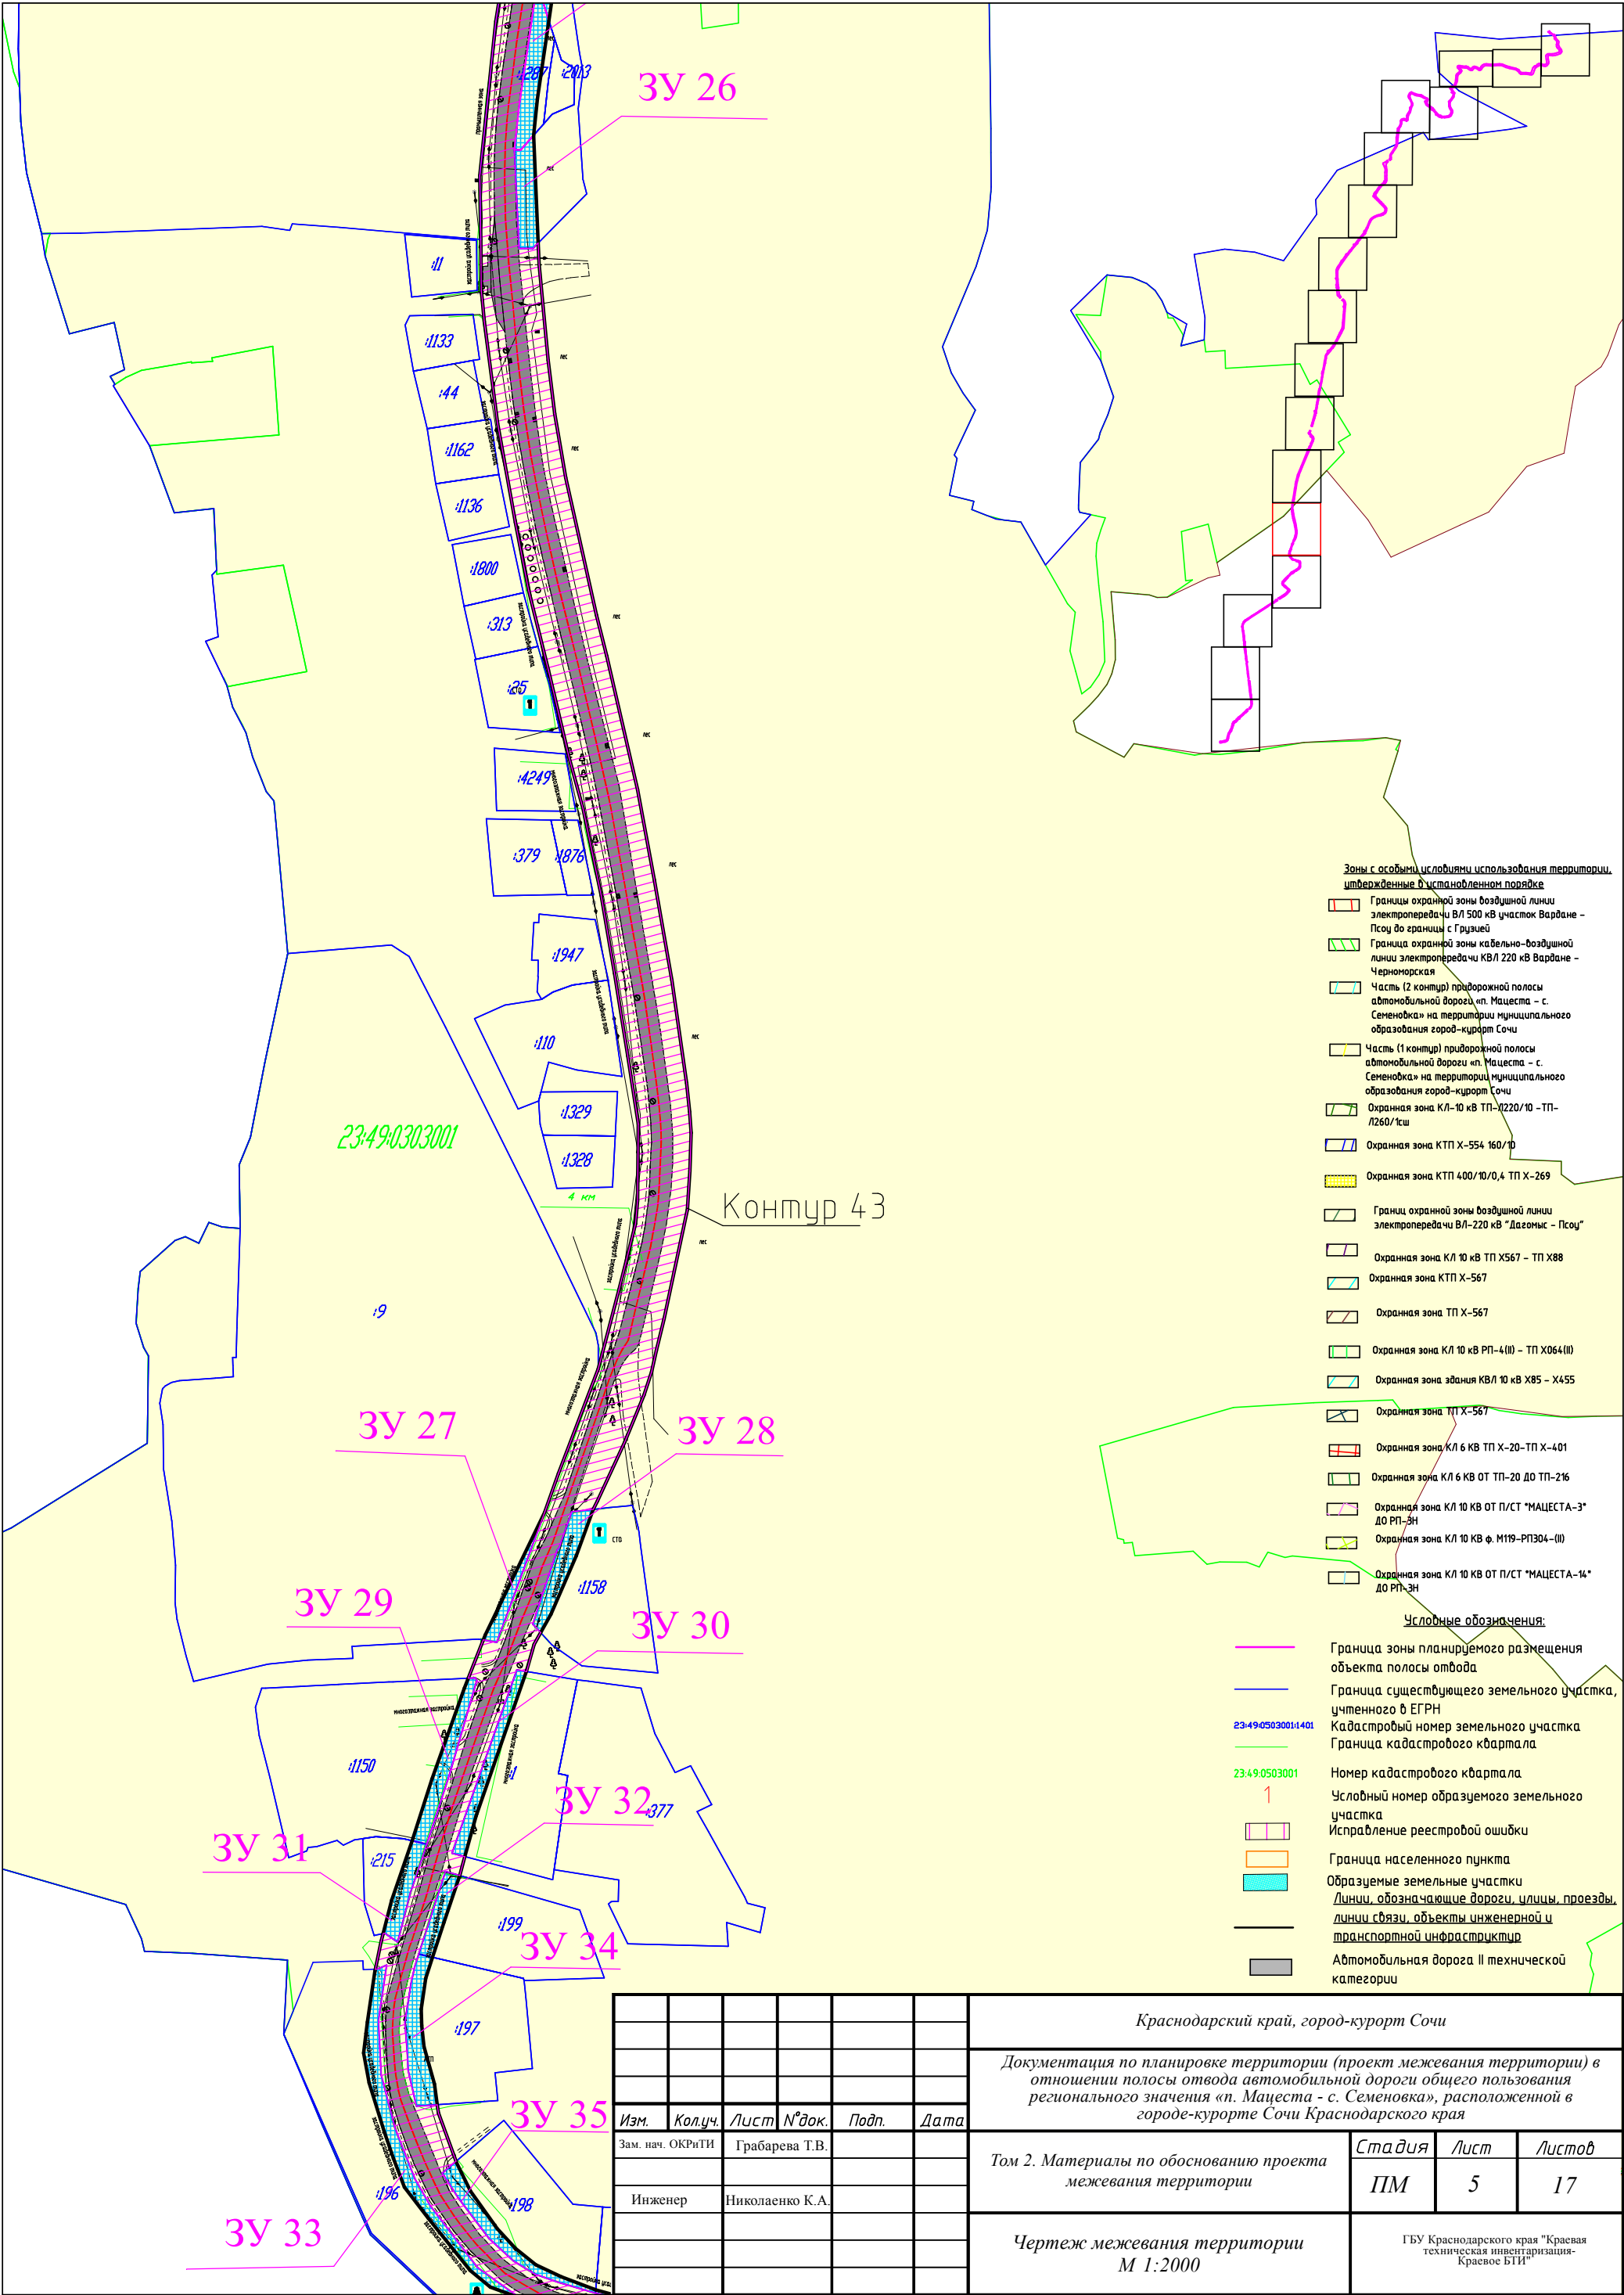 :1287
:2013
ЗУ 26
лес
лес
:11
:1133
:44
:1162
:1136
:1800
:313
:25
:4249
:379
:1876
:1947
:110
:1329
:1328
лес
лес
лес
лес
лес
лес
лес
23:49:0303001
4 км
Контур 43
:9
ЗУ 27
ЗУ 28
СТО
:1158
ЗУ 29
ЗУ 30
:1150
ЗУ 32
:377
:215
ЗУ 31
:199
ЗУ 34
:197
ЗУ 35
:196
:198
ЗУ 33
Зоны с особыми условиями использования территории,
утвержденные в установленном порядке
Границы охранной зоны воздушной линии
электропередачи ВЛ 500 кВ участок Вардане –
Псоу до границы с Грузией
Граница охранной зоны кабельно-воздушной
линии электропередачи КВЛ 220 кВ Вардане –
Черноморская
Часть (2 контур) придорожной полосы
автомобильной дороги «п. Мацеста – с.
Семеновка» на территории муниципального
образования город-курорт Сочи
Часть (1 контур) придорожной полосы
автомобильной дороги «п. Мацеста – с.
Семеновка» на территории муниципального
образования город-курорт Сочи
Охранная зона КЛ-10 кВ ТП-Л220/10 -ТП-
Л260/1сш
Охранная зона КТП Х-554 160/10
Охранная зона КТП 400/10/0,4 ТП Х-269
Границ охранной зоны воздушной линии
электропередачи ВЛ-220 кВ "Дагомыс – Псоу"
Охранная зона КЛ 10 кВ ТП Х567 – ТП Х88
Охранная зона КТП Х-567
Охранная зона ТП Х-567
Охранная зона КЛ 10 кВ РП-4(II) – ТП Х064(II)
Охранная зона здания КВЛ 10 кВ Х85 – Х455
Охранная зона ТП Х-567
Охранная зона КЛ 6 КВ ТП Х-20-ТП Х-401
Охранная зона КЛ 6 КВ ОТ ТП-20 ДО ТП-216
Охранная зона КЛ 10 КВ ОТ П/СТ "МАЦЕСТА-3"
ДО РП-3Н
Охранная зона КЛ 10 КВ ф. М119-РП304-(II)
Охранная зона КЛ 10 КВ ОТ П/СТ "МАЦЕСТА-14"
ДО РП-3Н
Условные обозначения:
Граница зоны планируемого размещения
объекта полосы отвода
Граница существующего земельного участка,
учтенного в ЕГРН
23:49:0503001:1401 Кадастровый номер земельного участка
Граница кадастрового квартала
23:49:0503001 Номер кадастрового квартала
1 Условный номер образуемого земельного
участка
Исправление реестровой ошибки
Граница населенного пункта
Образуемые земельные участки
Линии, обозначающие дороги, улицы, проезды,
линии связи, объекты инженерной и
транспортной инфраструктур
Автомобильная дорога II технической
категории
Краснодарский край, город-курорт Сочи
Документация по планировке территории (проект межевания территории) в
отношении полосы отвода автомобильной дороги общего пользования
регионального значения «п. Мацеста - с. Семеновка», расположенной в
городе-курорте Сочи Краснодарского края
Изм. Кол.уч. Лист N°док. Подп. Дата
Зам. нач. ОКРиТИ Грабарева Т.В.
Инженер Николаенко К.А.
Том 2. Материалы по обоснованию проекта
межевания территории
Стадия Лист Листов
ПМ 5 17
Чертеж межевания территории
М 1:2000
ГБУ Краснодарского края "Краевая
техническая инвентаризация-
Краевое БТИ"